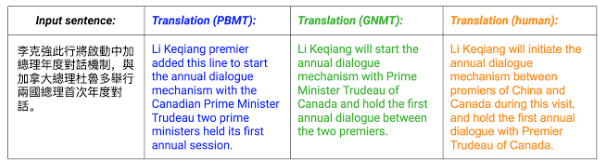 Input sentence:
Translation (PBMT):
Translation (GNMT):
Translation (human):
李克強此行將啟動中加
總理年度對話機制，與
加拿大總理杜魯多舉行
兩國總理首次年度對
話。
Li Keqiang premier
added this line to start
the annual dialogue
mechanism with the
Canadian Prime Minister
Trudeau two prime
ministers held its first
annual session.
Li Keqiang will start the
annual dialogue
mechanism with Prime
Minister Trudeau of
Canada and hold the first
annual dialogue between
the two premiers.
Li Keqiang will initiate the
annual dialogue
mechanism between
premiers of China and
Canada during this visit,
and hold the first annual
dialogue with Premier
Trudeau of Canada.